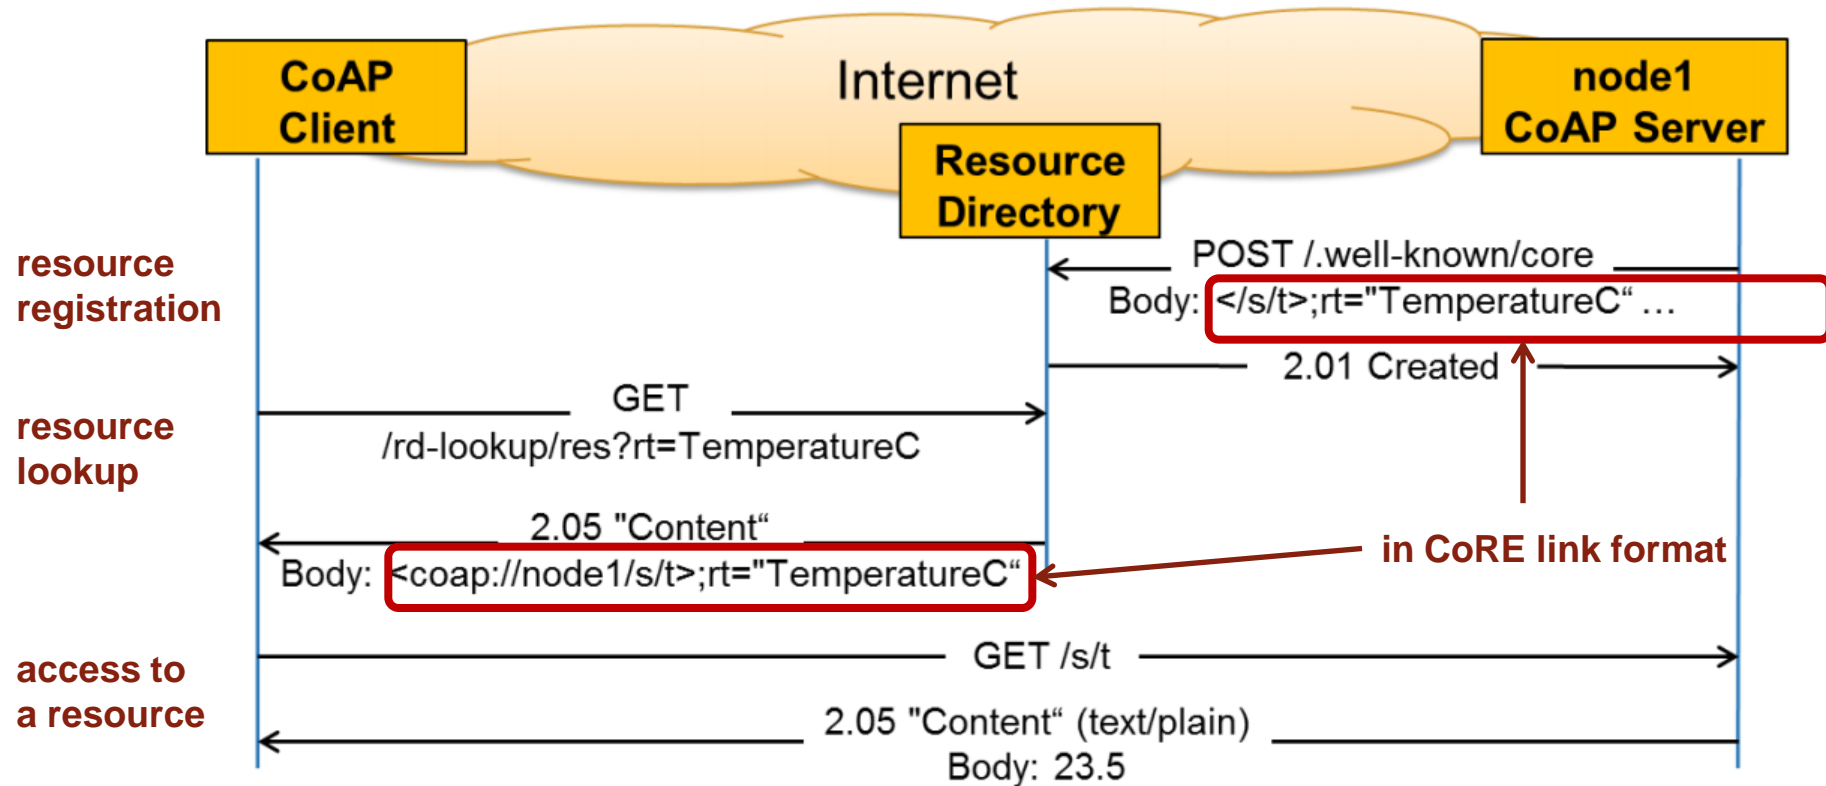 CoAP
Client
Internet
node1
CoAP Server
Resource
Directory
resource
registration
POST /.well-known/core
Body: </s/t>;rt="TemperatureC“ …
2.01 Created
resource
lookup
GET
/rd-lookup/res?rt=TemperatureC
2.05 "Content“
Body: <coap://node1/s/t>;rt="TemperatureC“
in CoRE link format
access to
a resource
GET /s/t
2.05 "Content“ (text/plain)
Body: 23.5